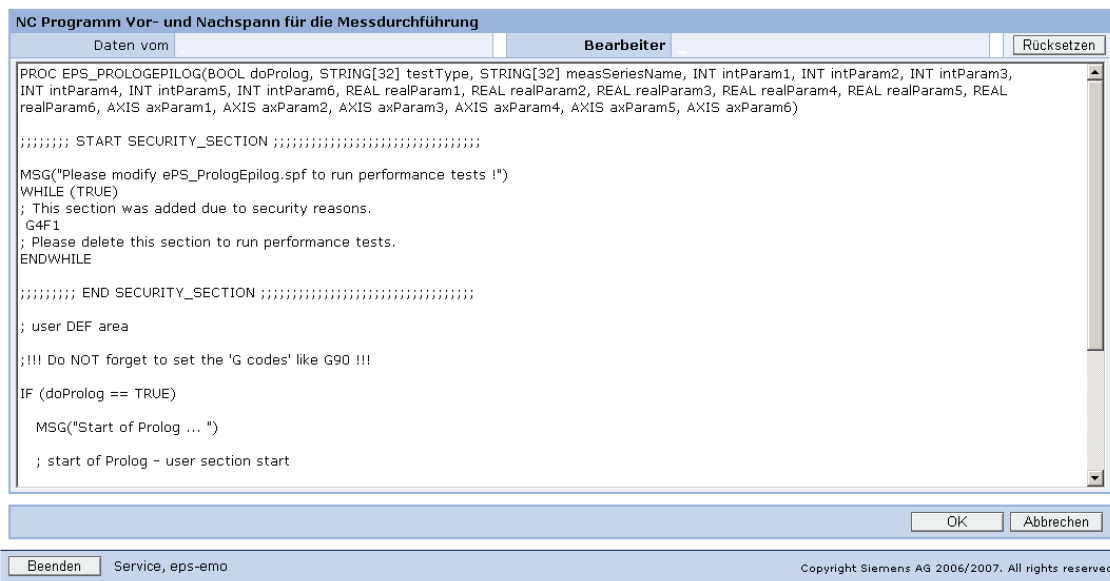 NC Programm Vor- und Nachspann für die Messdurchführung
Daten vom Bearbeiter Rücksetzen
PROC EPS_PROLOGEPILOG(BOOL doProlog, STRING[32] testType, STRING[32] measSeriesName, INT intParam1, INT intParam2, INT intParam3,
INT intParam4, INT intParam5, INT intParam6, REAL realParam1, REAL realParam2, REAL realParam3, REAL realParam4, REAL realParam5, REAL
realParam6, AXIS axParam1, AXIS axParam2, AXIS axParam3, AXIS axParam4, AXIS axParam5, AXIS axParam6)
;;;;;;;; START SECURITY_SECTION ;;;;;;;;;;;;;;;;;;;;;;;;;;;;;;;;;
MSG("Please modify ePS_PrologEpilog.spf to run performance tests !")
WHILE (TRUE)
; This section was added due to security reasons.
G4F1
; Please delete this section to run performance tests.
ENDWHILE
;;;;;;;;; END SECURITY_SECTION ;;;;;;;;;;;;;;;;;;;;;;;;;;;;;;;;;;
; user DEF area
;!!! Do NOT forget to set the 'G codes' like G90 !!!
IF (doProlog == TRUE)
MSG("Start of Prolog ... ")
; start of Prolog - user section start
OK Abbrechen
Beenden Service, eps-emo Copyright Siemens AG 2006/2007. All rights reserved